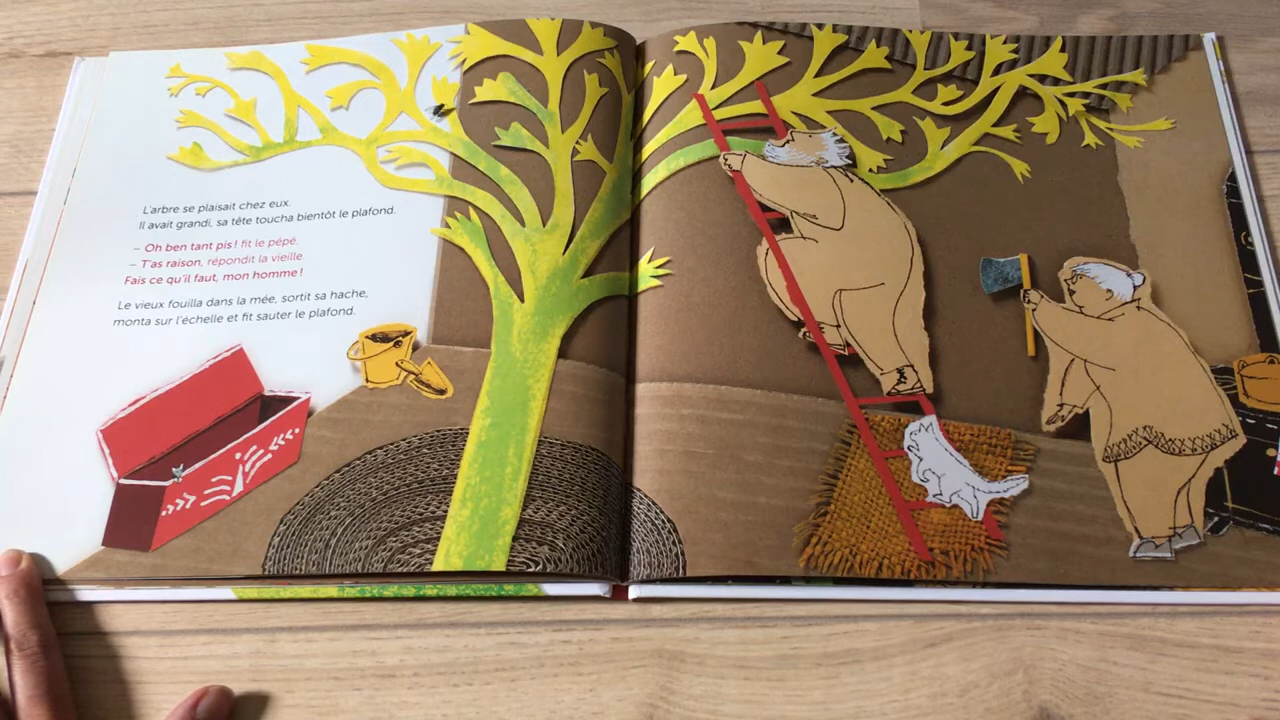 L'arbre se plaisait chez eux.
Il avait grandi, sa tête toucha bientôt le plafond.
– Oh ben tant pis ! fit le pépé.
– T'as raison, répondit la vieille.
Fais ce qu'il faut, mon homme !
Le vieux fouilla dans la mée, sortit sa hache,
monta sur l'échelle et fit sauter le plafond.